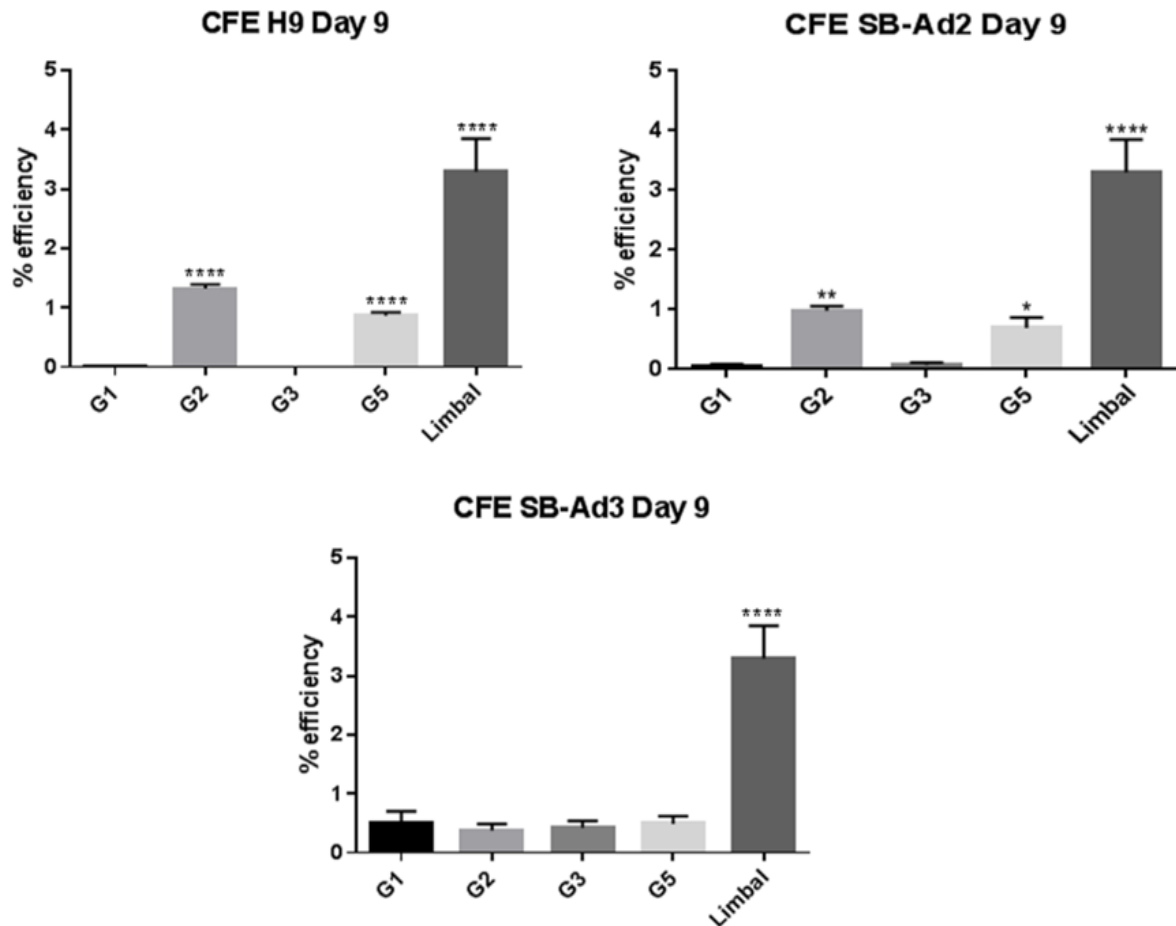 CFE H9 Day 9
% efficiency
5
4
3
2
1
0
****
****
****
G1
G2
G3
G5
Limbal
CFE SB-Ad2 Day 9
% efficiency
5
4
3
2
1
0
**
*
****
G1
G2
G3
G5
Limbal
CFE SB-Ad3 Day 9
% efficiency
5
4
3
2
1
0
****
G1
G2
G3
G5
Limbal